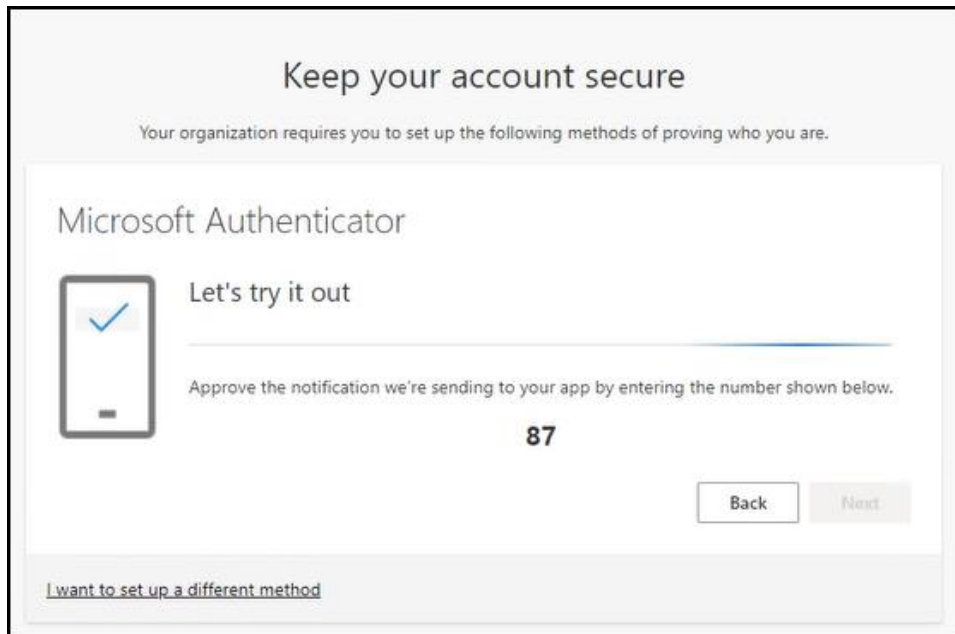 Keep your account secure
Your organization requires you to set up the following methods of proving who you are.
Microsoft Authenticator
Let's try it out
Approve the notification we're sending to your app by entering the number shown below.
87
Back Next
I want to set up a different method